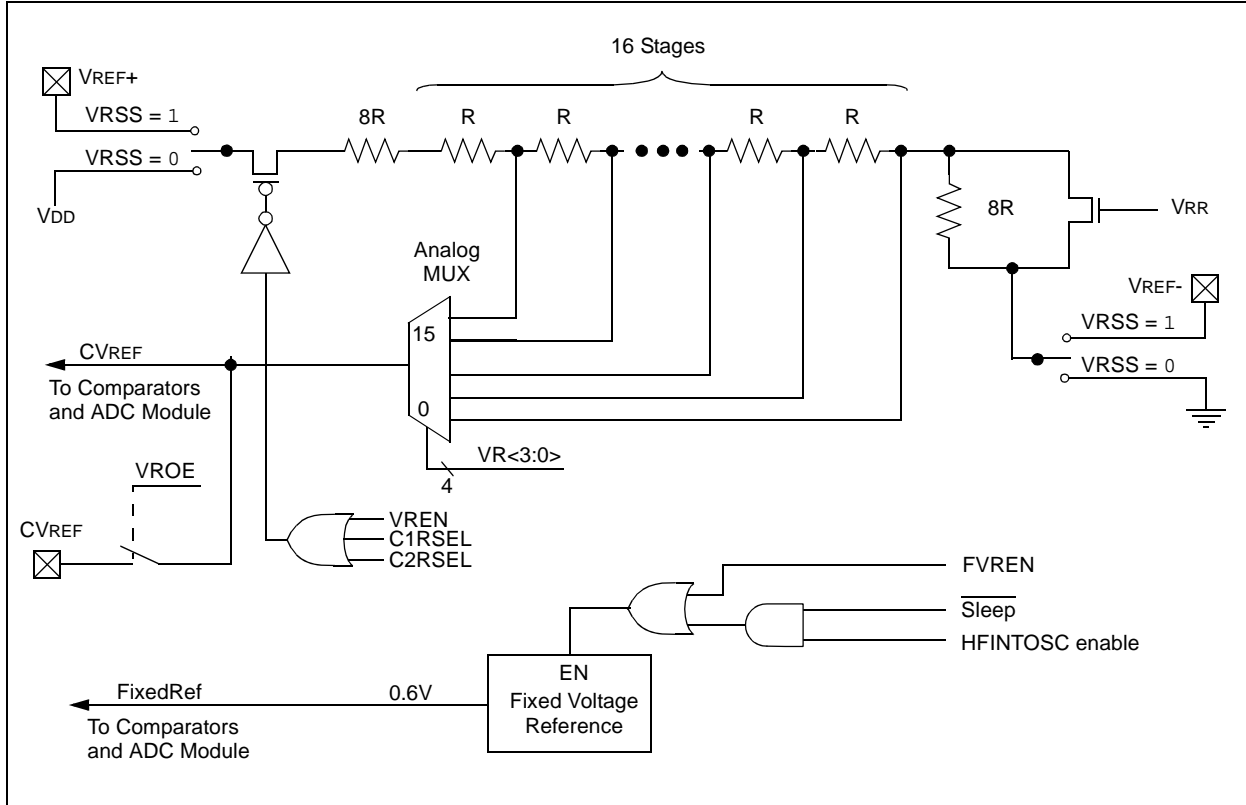 16 Stages
VREF+
VRSS = 1
VRSS = 0
VDD
8R
R
R
R
R
8R
VRR
VREF-
VRSS = 1
VRSS = 0
Analog
MUX
15
0
CVREF
To Comparators
and ADC Module
VR<3:0>
4
VROE
CVREF
VREN
C1RSEL
C2RSEL
FVREN
Sleep
HFINTOSC enable
EN
Fixed Voltage
Reference
FixedRef
0.6V
To Comparators
and ADC Module